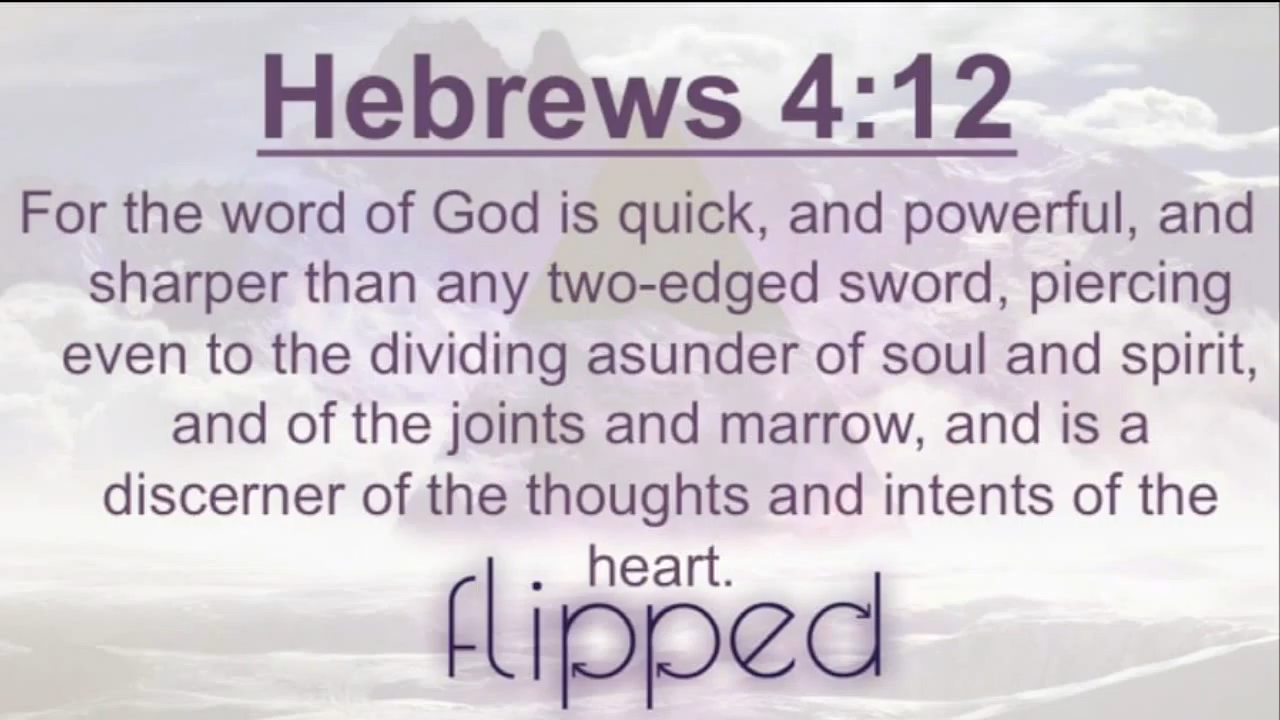 Hebrews 4:12
For the word of God is quick, and powerful, and
sharper than any two-edged sword, piercing
even to the dividing asunder of soul and spirit,
and of the joints and marrow, and is a
discerner of the thoughts and intents of the
heart.
flipped